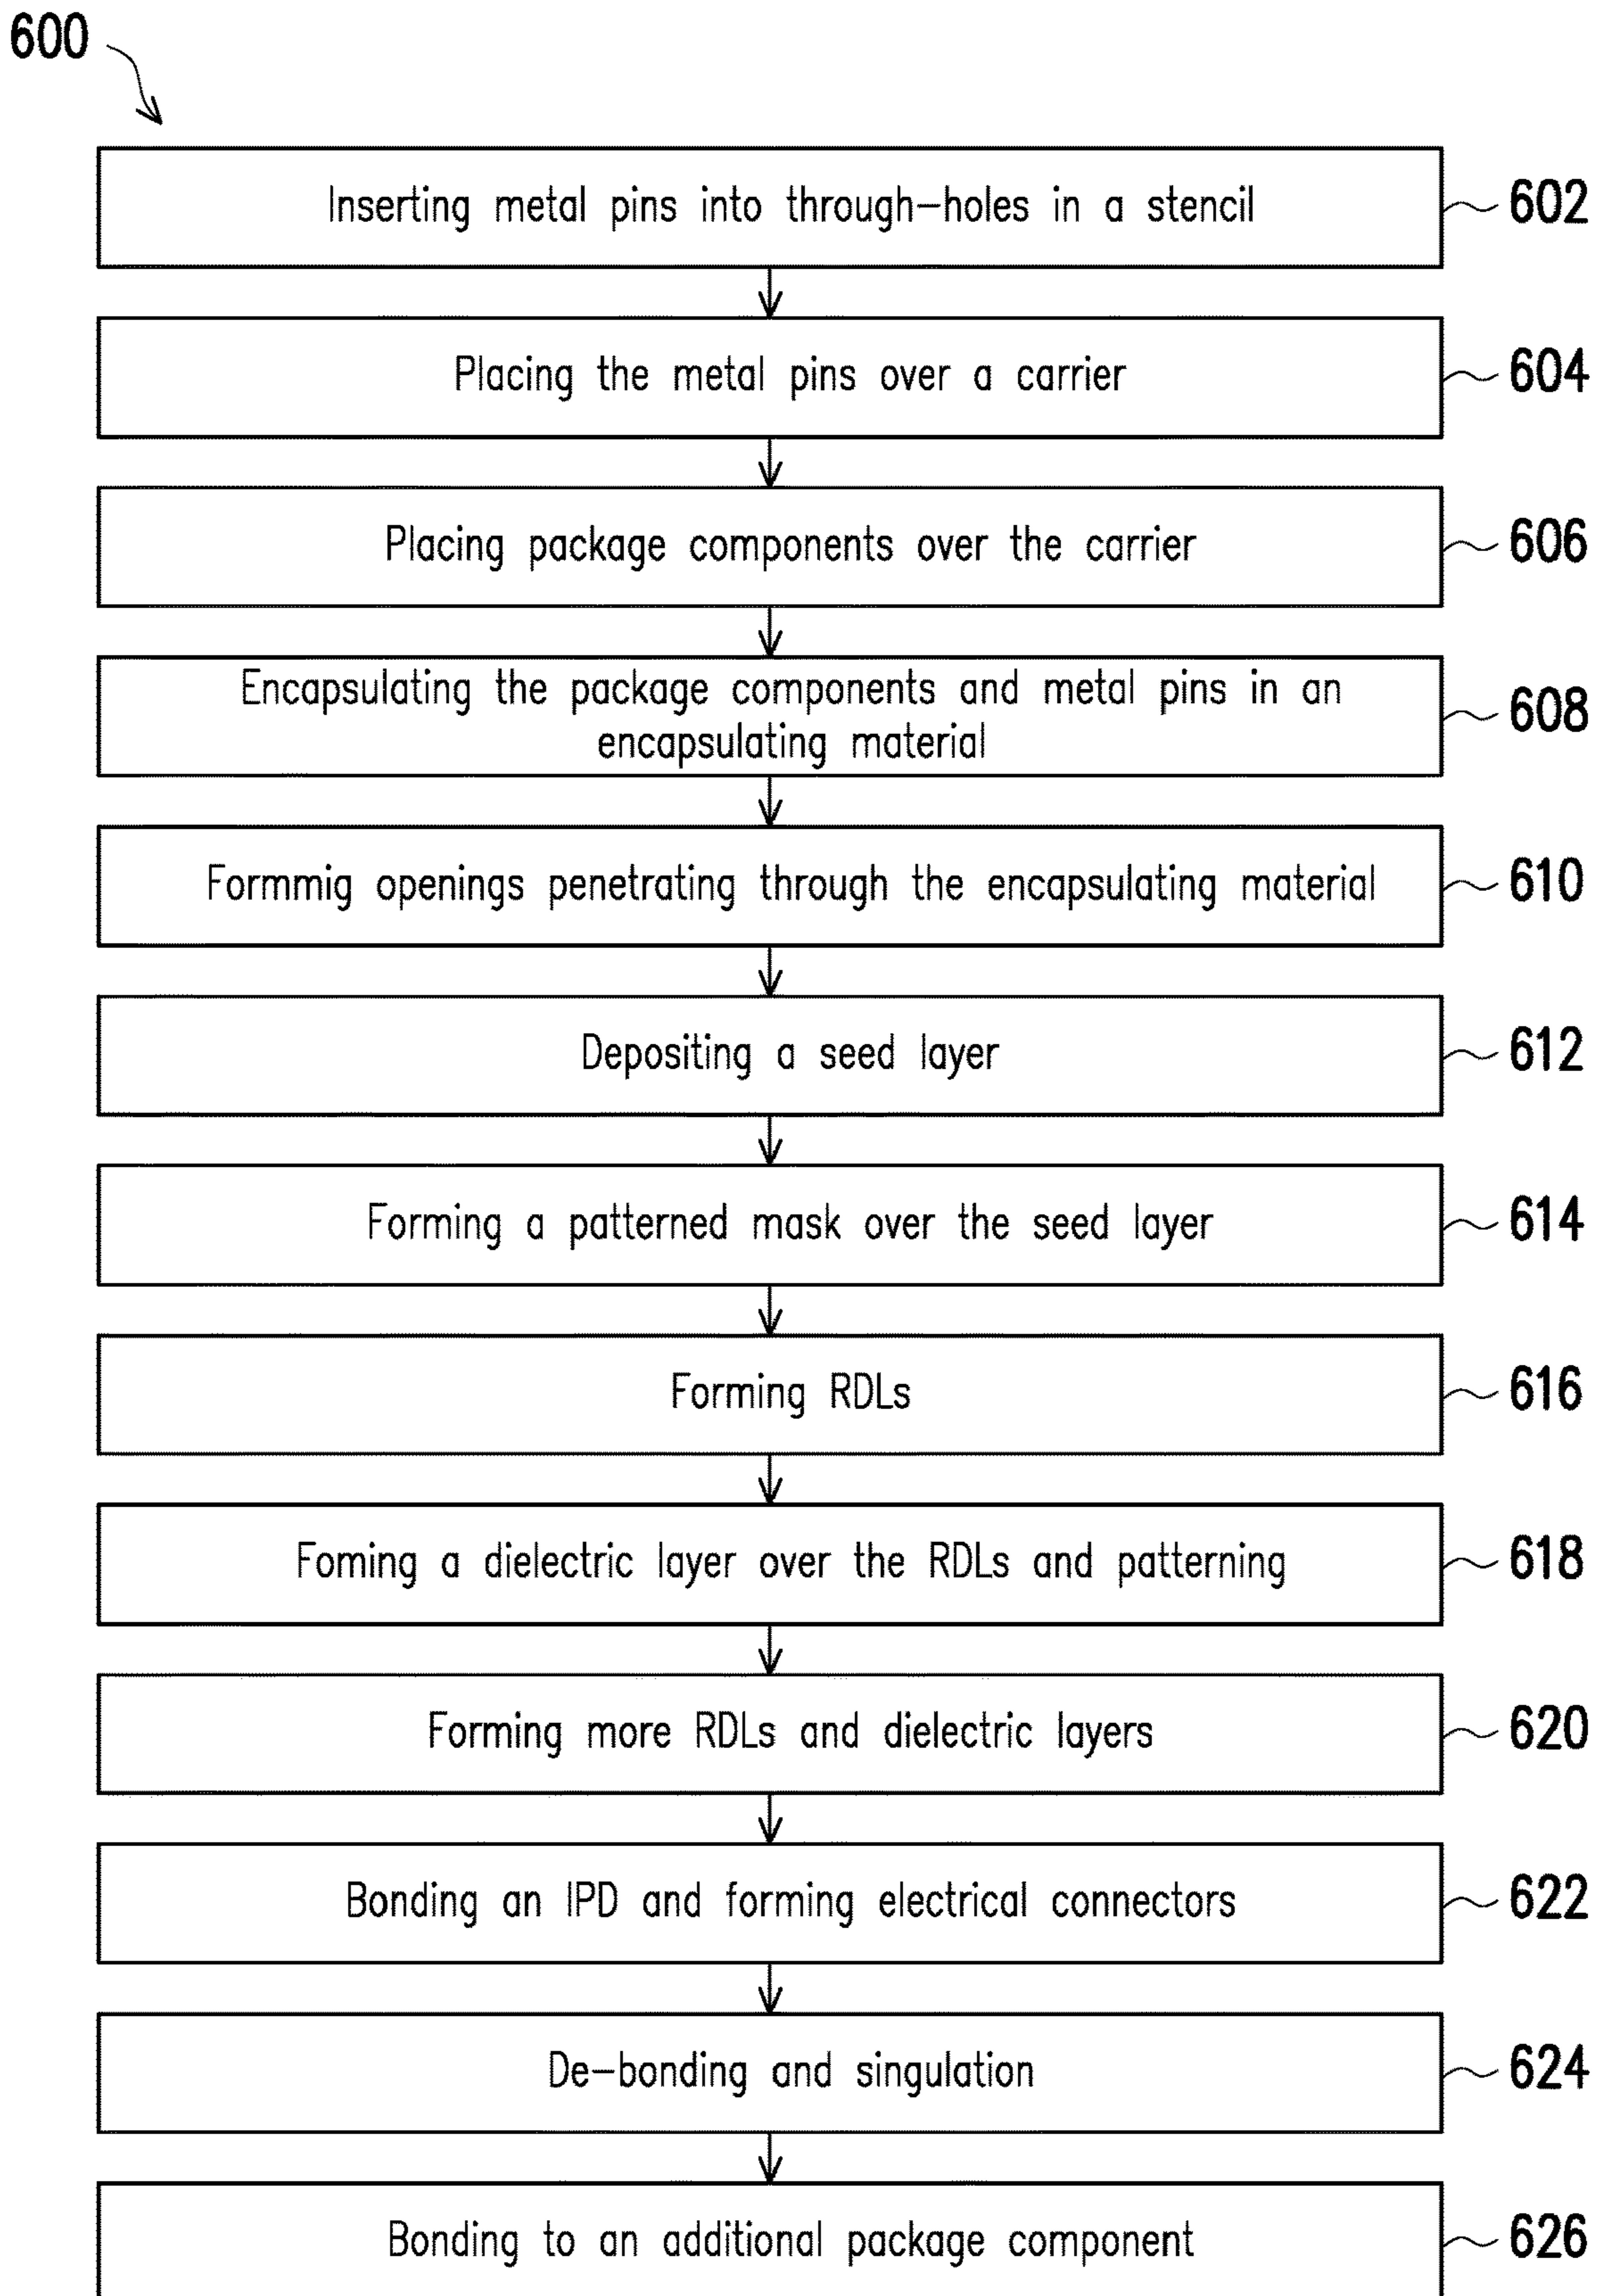 600
Inserting metal pins into through-holes in a stencil
602
Placing the metal pins over a carrier
604
Placing package components over the carrier
606
Encapsulating the package components and metal pins in an
encapsulating material
608
Formmig openings penetrating through the encapsulating material
610
Depositing a seed layer
612
Forming a patterned mask over the seed layer
614
Forming RDLs
616
Foming a dielectric layer over the RDLs and patterning
618
Forming more RDLs and dielectric layers
620
Bonding an IPD and forming electrical connectors
622
De-bonding and singulation
624
Bonding to an additional package component
626